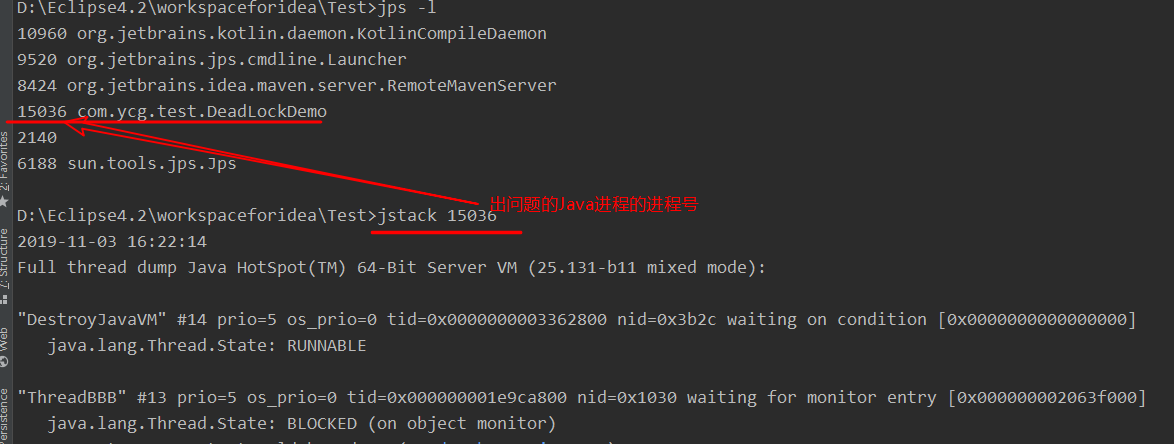 D:\Eclipse4.2\workspaceforidea\Test>jps -l
10960 org.jetbrains.kotlin.daemon.KotlinCompileDaemon
9520 org.jetbrains.jps.cmdline.Launcher
8424 org.jetbrains.idea.maven.server.RemoteMavenServer
15036 com.ycg.test.DeadLockDemo
2140
6188 sun.tools.jps.Jps
出问题的Java进程的进程号
D:\Eclipse4.2\workspaceforidea\Test>jstack 15036
2019-11-03 16:22:14
Full thread dump Java HotSpot(TM) 64-Bit Server VM (25.131-b11 mixed mode):
"DestroyJavaVM" #14 prio=5 os_prio=0 tid=0x0000000003362800 nid=0x3b2c waiting on condition [0x0000000000000000]
java.lang.Thread.State: RUNNABLE
"ThreadBBB" #13 prio=5 os_prio=0 tid=0x000000001e9ca800 nid=0x1030 waiting for monitor entry [0x000000002063f000]
java.lang.Thread.State: BLOCKED (on object monitor)
2: Favorites
7: Structure
Web
Persistence